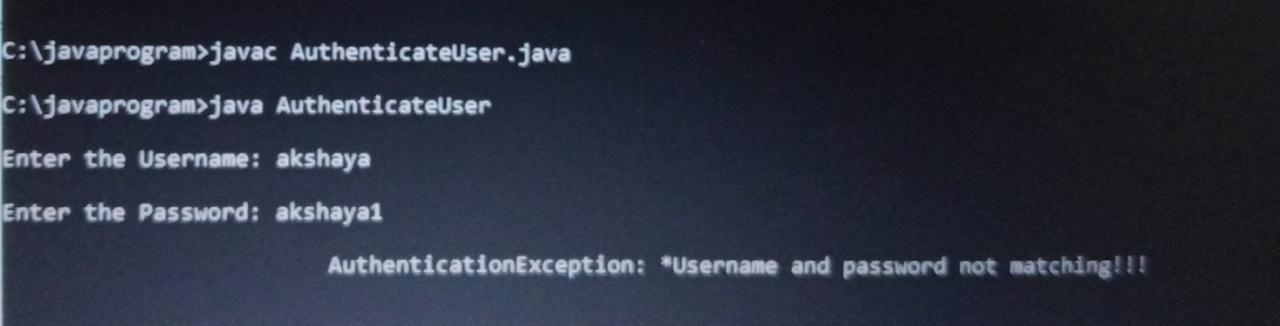 C:\javaprogram>javac AuthenticateUser.java
C:\javaprogram>java AuthenticateUser
Enter the Username: akshaya
Enter the Password: akshaya1
AuthenticationException: *Username and password not matching!!!